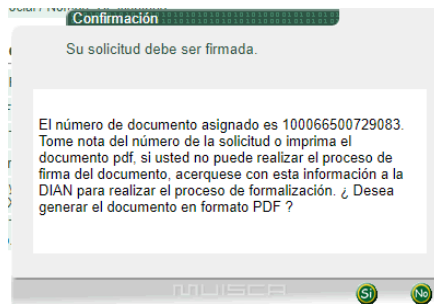 Confirmación
Su solicitud debe ser firmada.
El número de documento asignado es 100066500729083.
Tome nota del número de la solicitud o imprima el
documento pdf, si usted no puede realizar el proceso de
firma del documento, acerquese con esta información a la
DIAN para realizar el proceso de formalización. ¿ Desea
generar el documento en formato PDF ?
MUISCA
Si
No